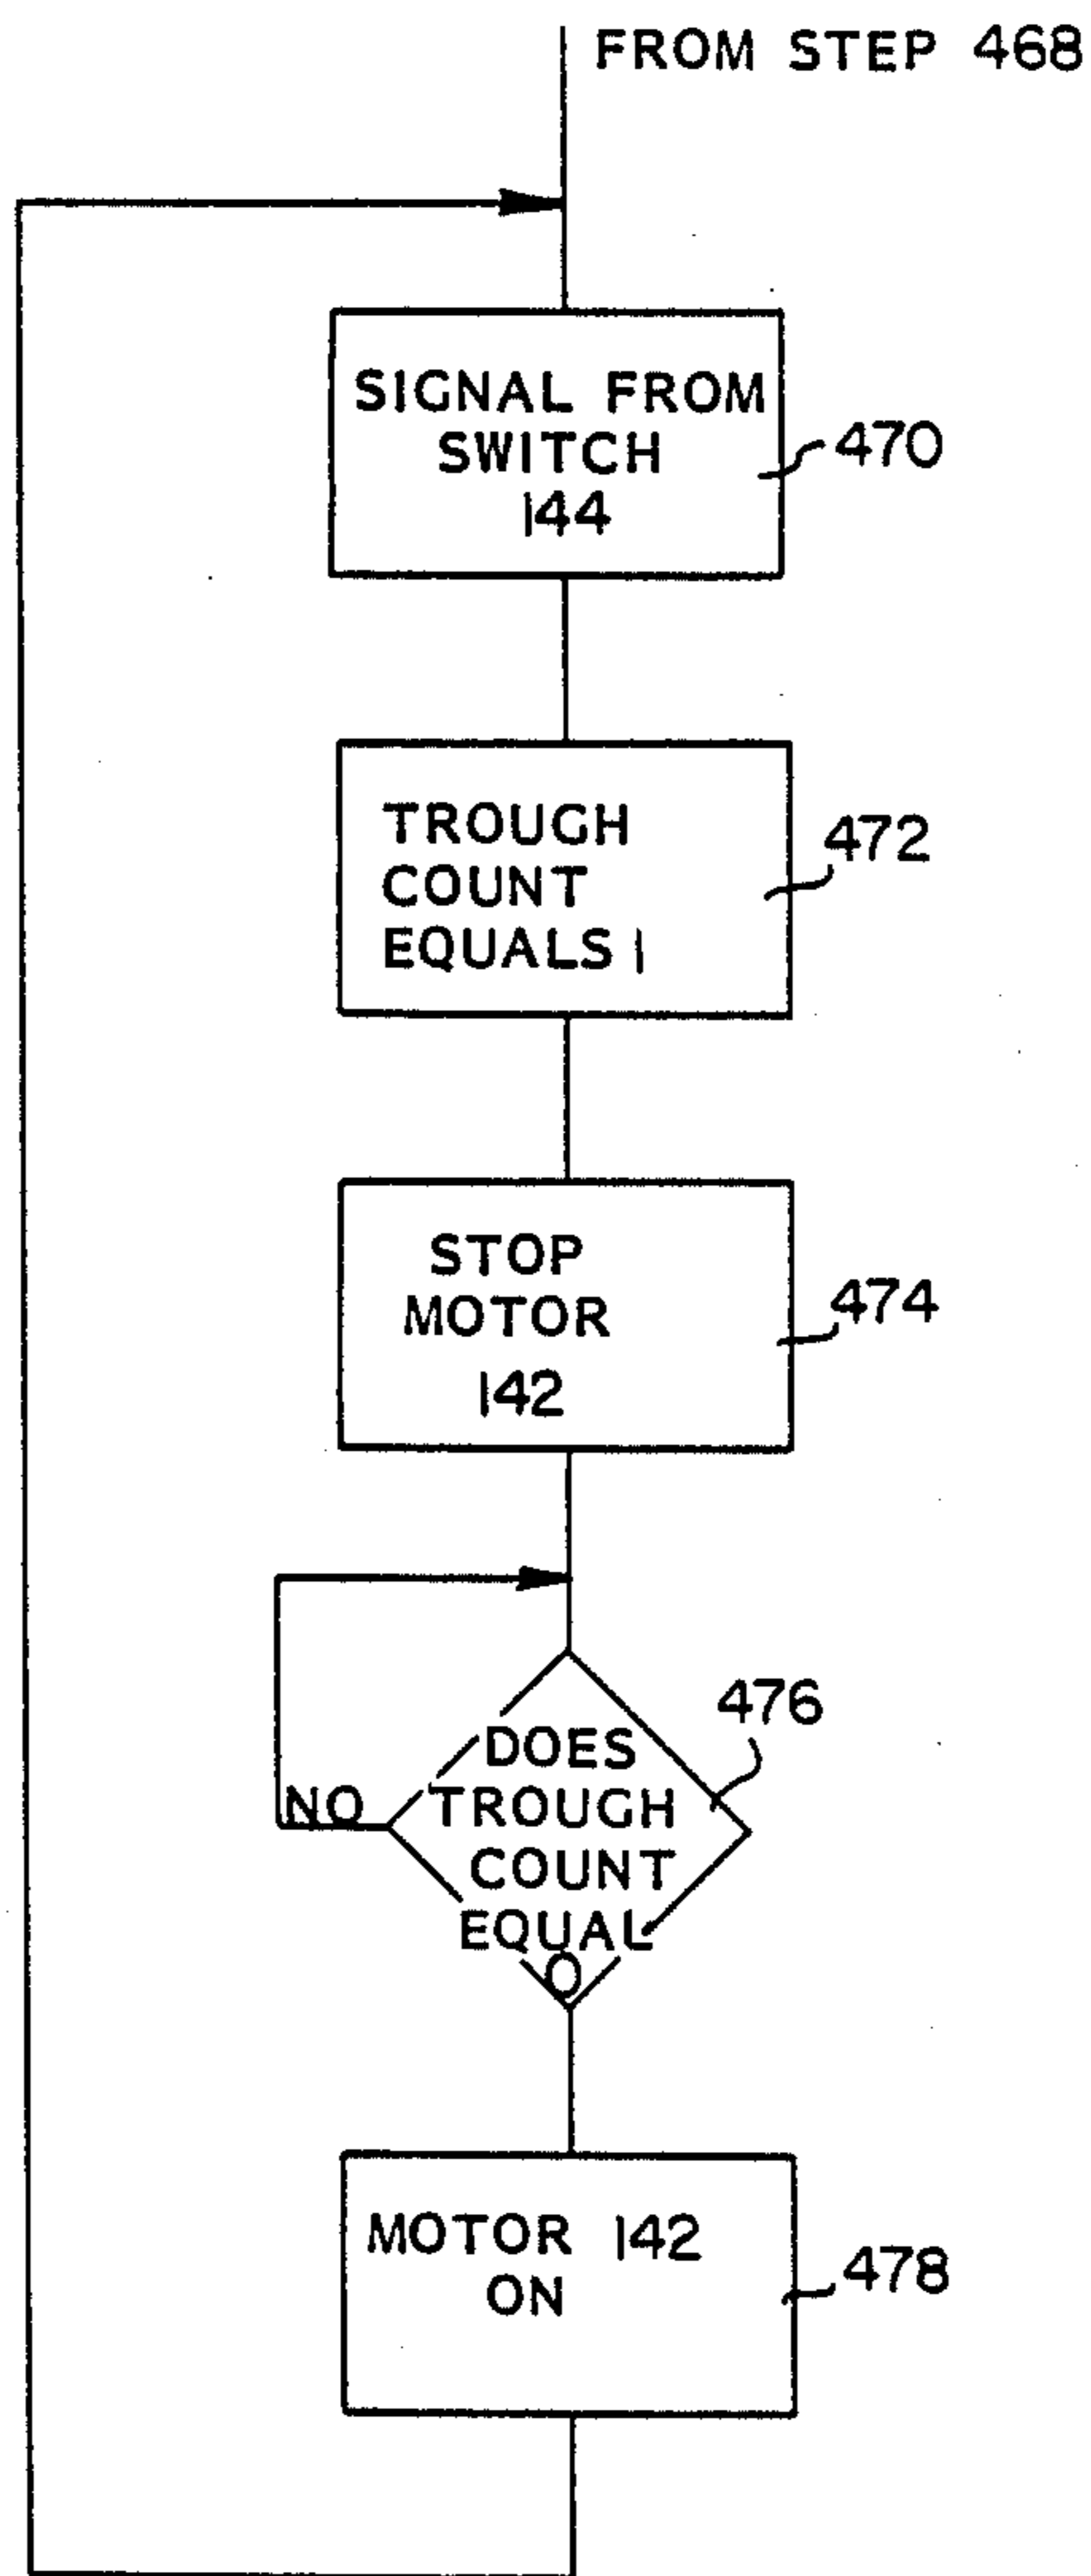 FROM STEP 468
SIGNAL FROM
SWITCH
144
470
TROUGH
COUNT
EQUALS 1
472
STOP
MOTOR
142
474
476
DOES
NO
TROUGH
COUNT
EQUAL
0
MOTOR 142
ON
478